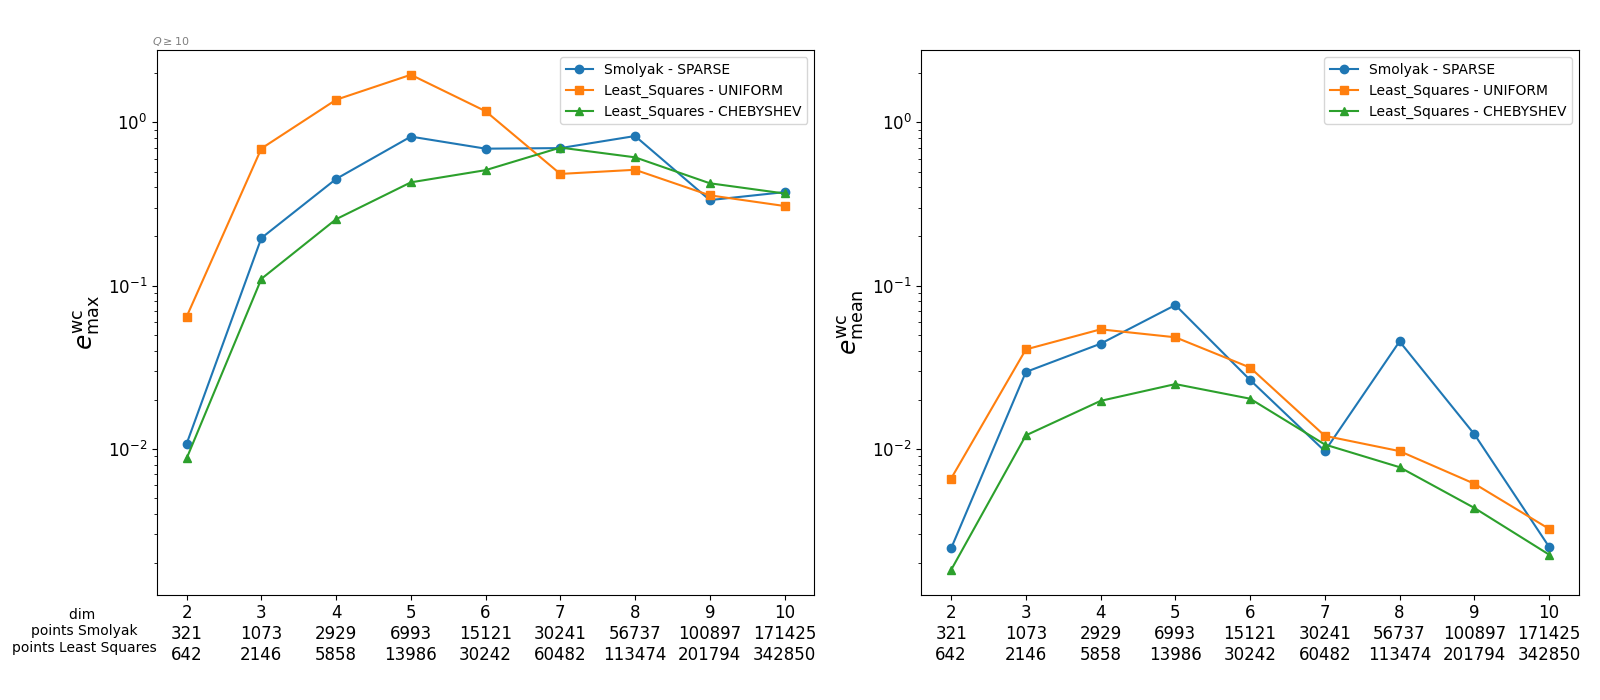 Q ≥ 10
Smolyak - SPARSE
Least_Squares - UNIFORM
Least_Squares - CHEBYSHEV
10⁰
10⁻¹
10⁻²
e^wc_max
2 3 4 5 6 7 8 9 10
321 1073 2929 6993 15121 30241 56737 100897 171425
642 2146 5858 13986 30242 60482 113474 201794 342850
dim
points Smolyak
points Least Squares
Smolyak - SPARSE
Least_Squares - UNIFORM
Least_Squares - CHEBYSHEV
10⁰
10⁻¹
10⁻²
e^wc_mean
2 3 4 5 6 7 8 9 10
321 1073 2929 6993 15121 30241 56737 100897 171425
642 2146 5858 13986 30242 60482 113474 201794 342850